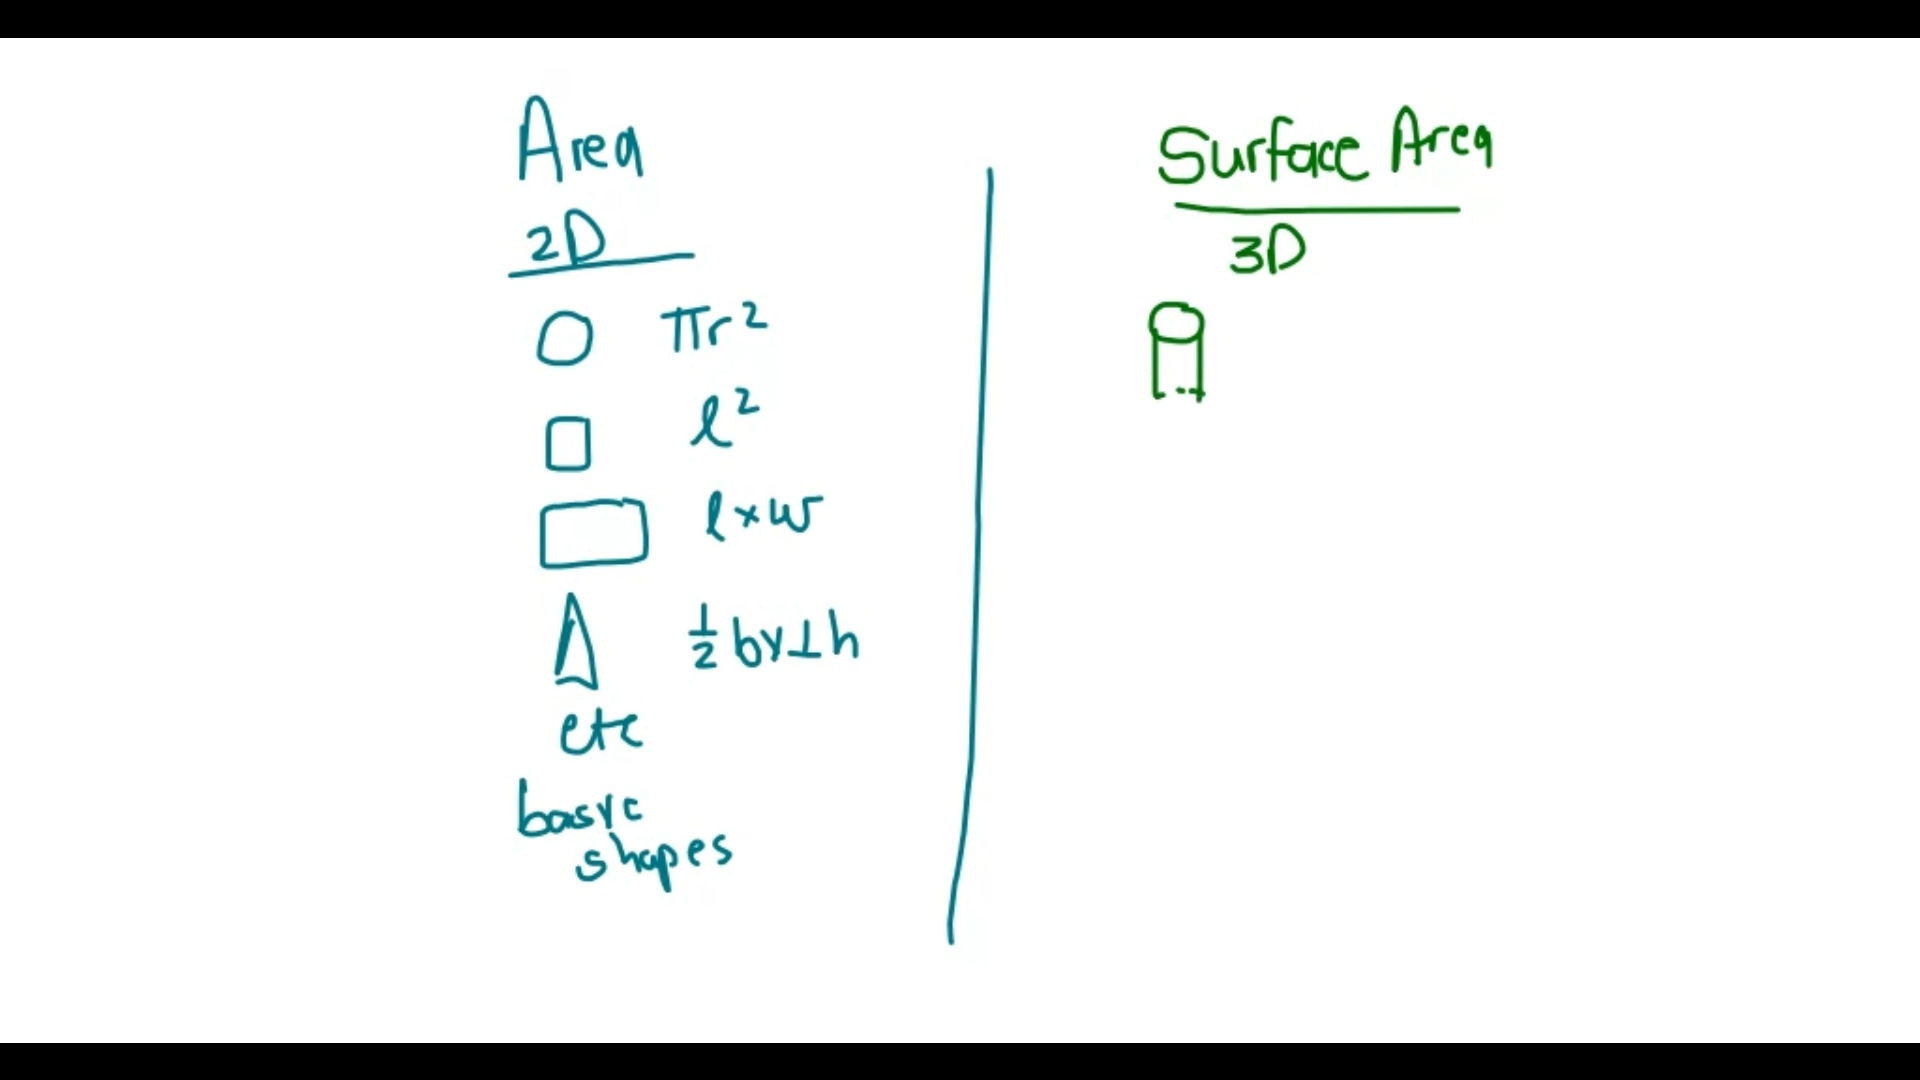 Area
2D
πr²
l²
l×w
½ b×⊥h
etc
basic
shapes
Surface Area
3D